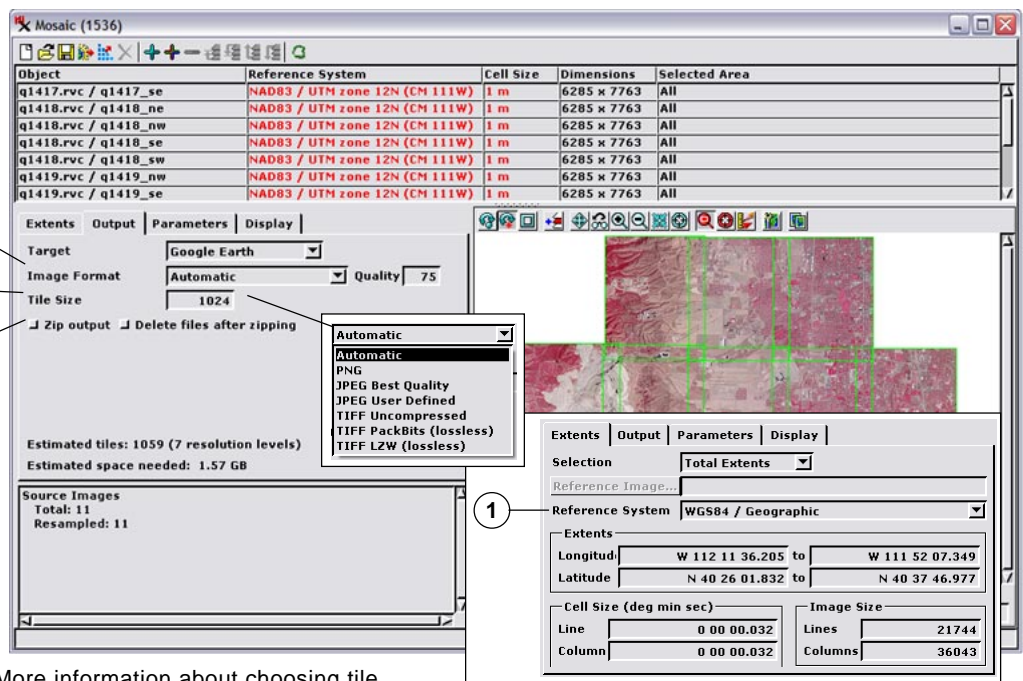 Mosaic (1536)
Object Reference System Cell Size Dimensions Selected Area
q1417.rvc / q1417_se NAD83 / UTM zone 12N (CM 111W) 1 m 6285 x 7763 All
q1418.rvc / q1418_ne NAD83 / UTM zone 12N (CM 111W) 1 m 6285 x 7763 All
q1418.rvc / q1418_nw NAD83 / UTM zone 12N (CM 111W) 1 m 6285 x 7763 All
q1418.rvc / q1418_se NAD83 / UTM zone 12N (CM 111W) 1 m 6285 x 7763 All
q1418.rvc / q1418_sw NAD83 / UTM zone 12N (CM 111W) 1 m 6285 x 7763 All
q1419.rvc / q1419_nw NAD83 / UTM zone 12N (CM 111W) 1 m 6285 x 7763 All
q1419.rvc / q1419_se NAD83 / UTM zone 12N (CM 111W) 1 m 6285 x 7763 All
Extents Output Parameters Display
Target Google Earth
Image Format Automatic Quality 75
Tile Size 1024
Zip output Delete files after zipping
Automatic
Automatic
PNG
JPEG Best Quality
JPEG User Defined
TIFF Uncompressed
TIFF PackBits (lossless)
TIFF LZW (lossless)
Estimated tiles: 1059 (7 resolution levels)
Estimated space needed: 1.57 GB
Source Images
Total: 11
Resampled: 11
1
Extents Output Parameters Display
Selection Total Extents
Reference Image...
Reference System WGS84 / Geographic
Extents
Longitud W 112 11 36.205 to W 111 52 07.349
Latitude N 40 26 01.832 to N 40 37 46.977
Cell Size (deg min sec) Image Size
Line 0 00 00.032 Lines 21744
Column 0 00 00.032 Columns 36043
More information about choosing tile